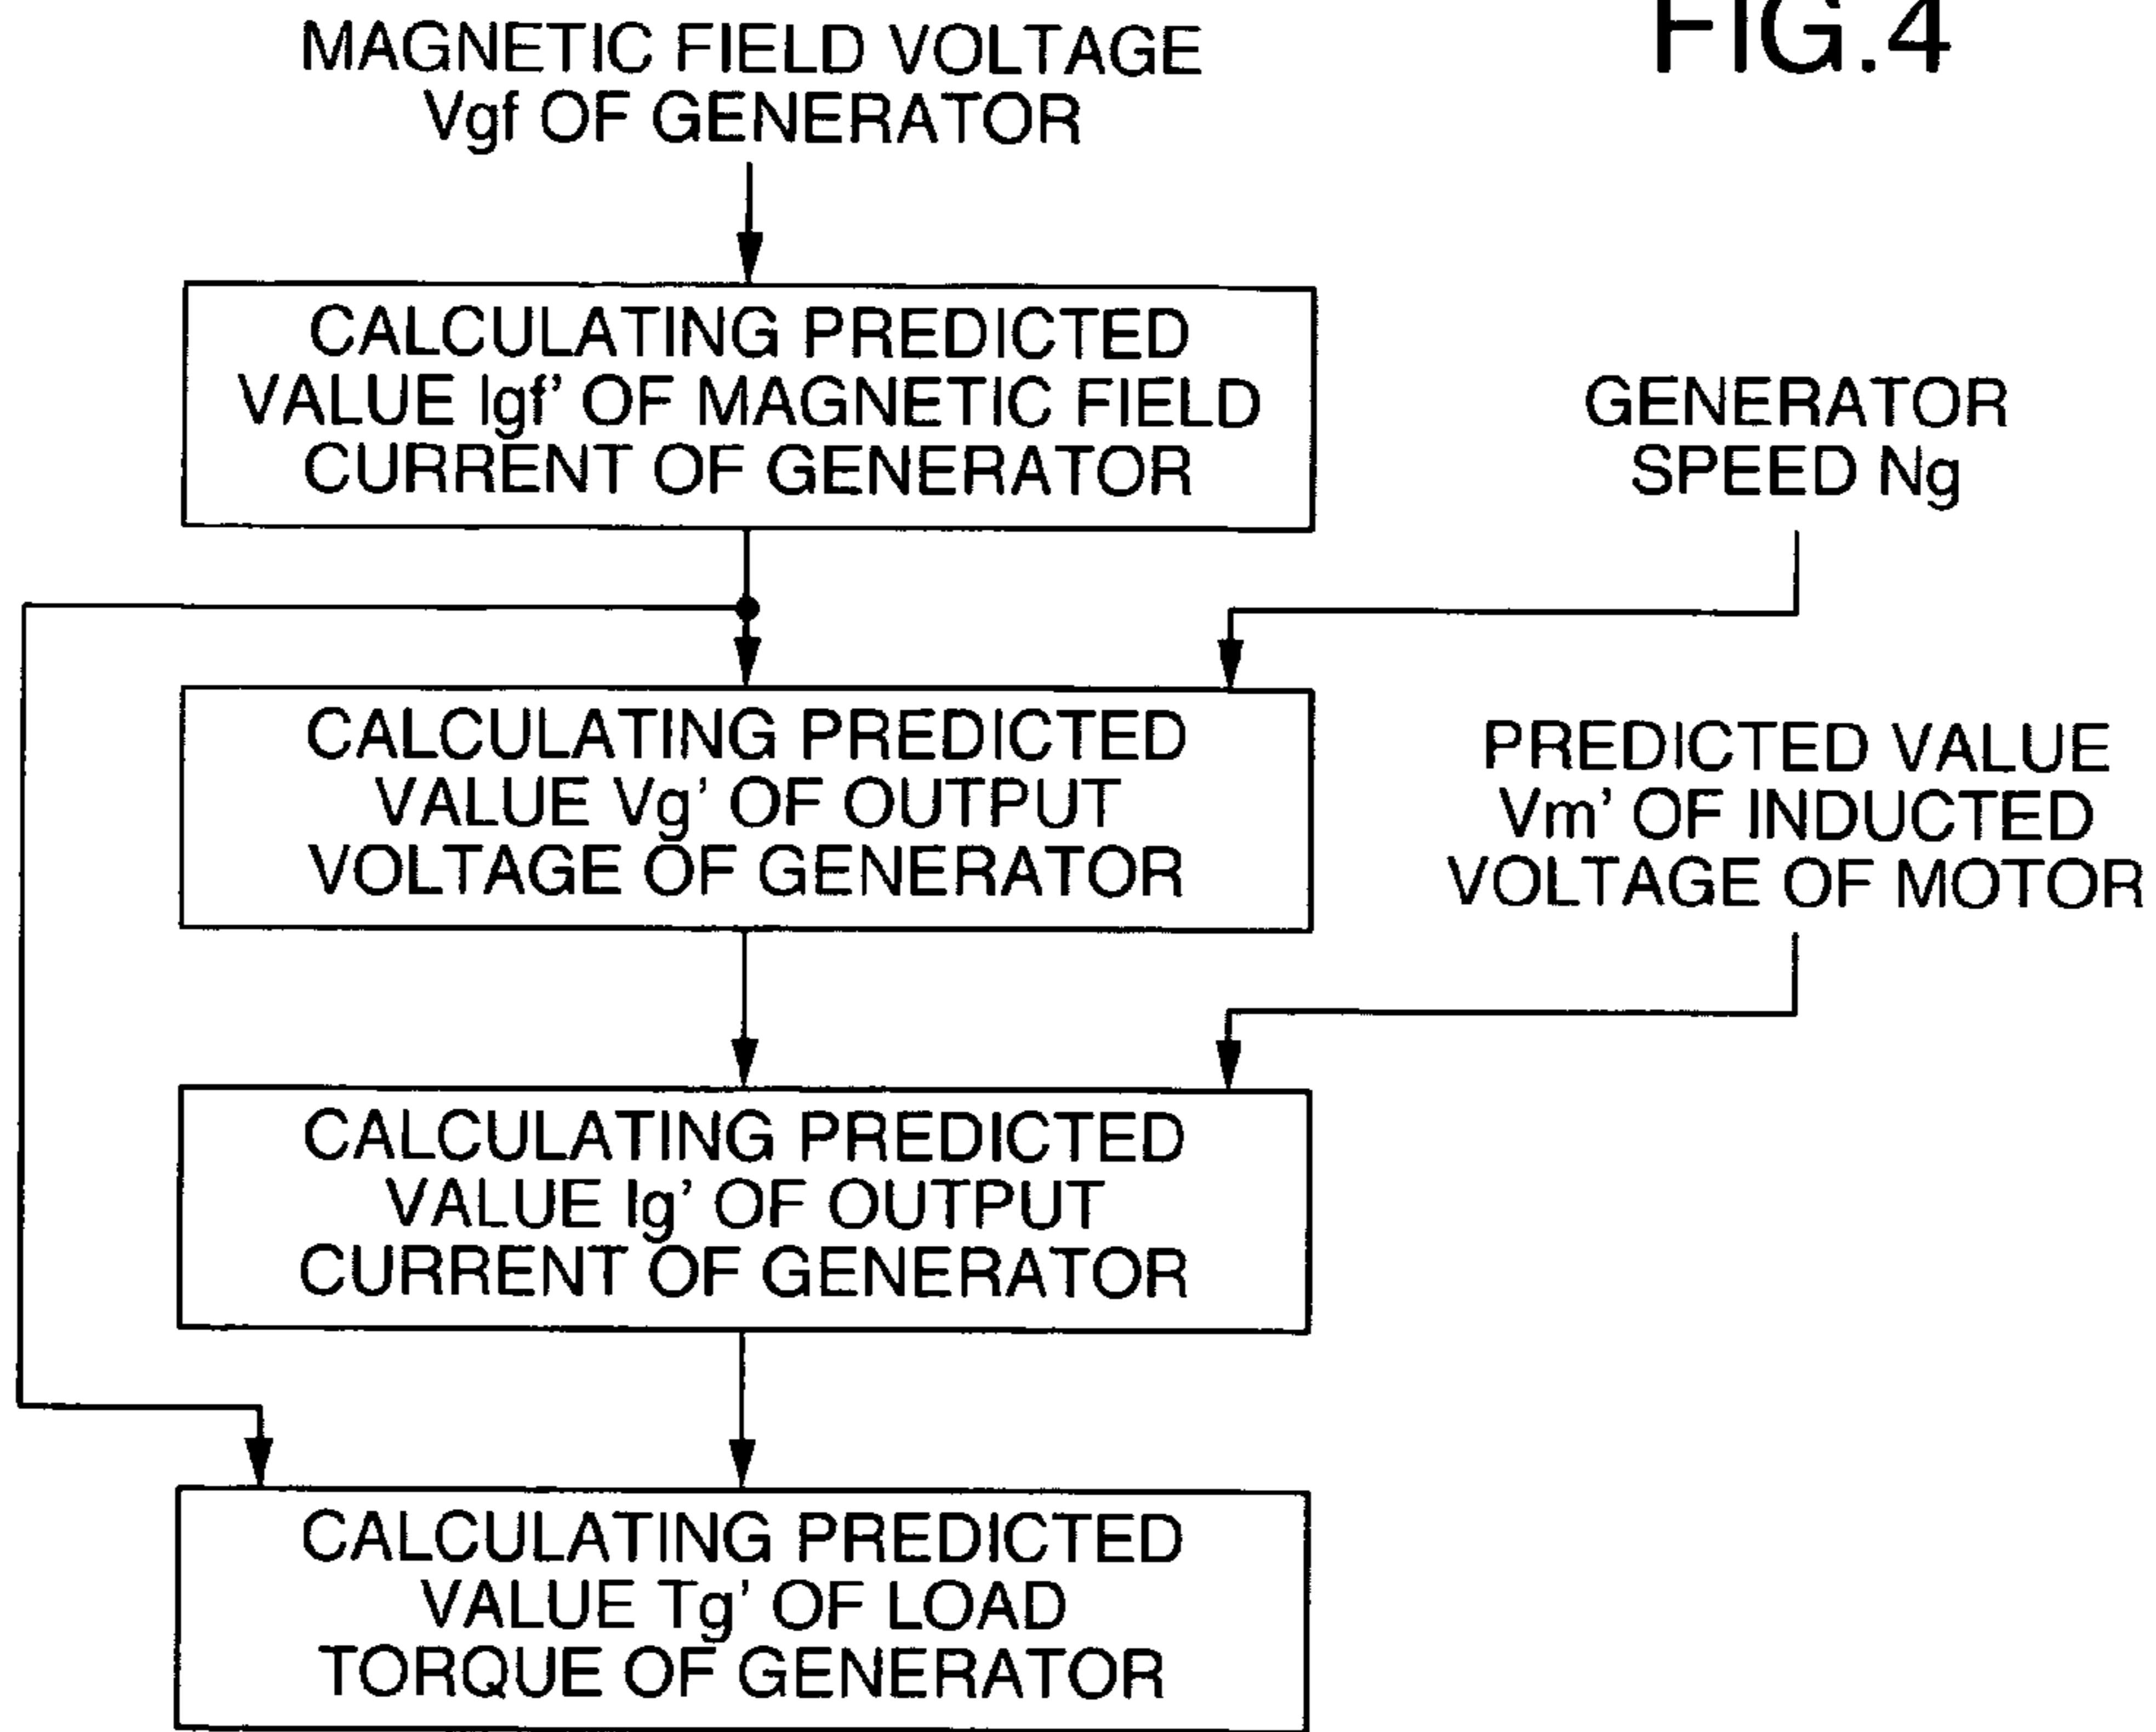 FIG.4
MAGNETIC FIELD VOLTAGE
Vgf OF GENERATOR
CALCULATING PREDICTED
VALUE Igf’ OF MAGNETIC FIELD
CURRENT OF GENERATOR
GENERATOR
SPEED Ng
CALCULATING PREDICTED
VALUE Vg’ OF OUTPUT
VOLTAGE OF GENERATOR
PREDICTED VALUE
Vm’ OF INDUCTED
VOLTAGE OF MOTOR
CALCULATING PREDICTED
VALUE Ig’ OF OUTPUT
CURRENT OF GENERATOR
CALCULATING PREDICTED
VALUE Tg’ OF LOAD
TORQUE OF GENERATOR